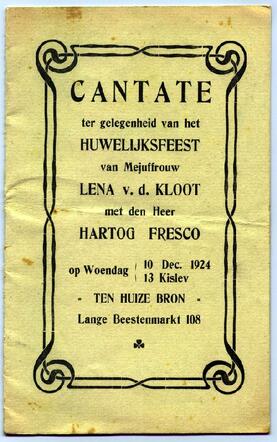 CANTATE
ter gelegenheid van het
HUWELIJKSFEEST
van Mejuffrouw
LENA v. d. KLOOT
met den Heer
HARTOG FRESCO
op Woensdag 10 Dec. 1924
13 Kislev
- TEN HUIZE BRON -
Lange Beestenmarkt 108